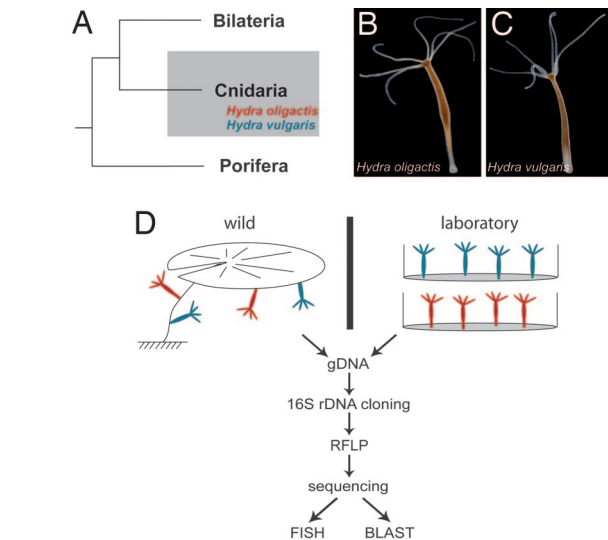 A
Bilateria
Cnidaria
Hydra oligactis
Hydra vulgaris
Porifera
B
Hydra oligactis
C
Hydra vulgaris
D
wild
laboratory
gDNA
16S rDNA cloning
RFLP
sequencing
FISH
BLAST